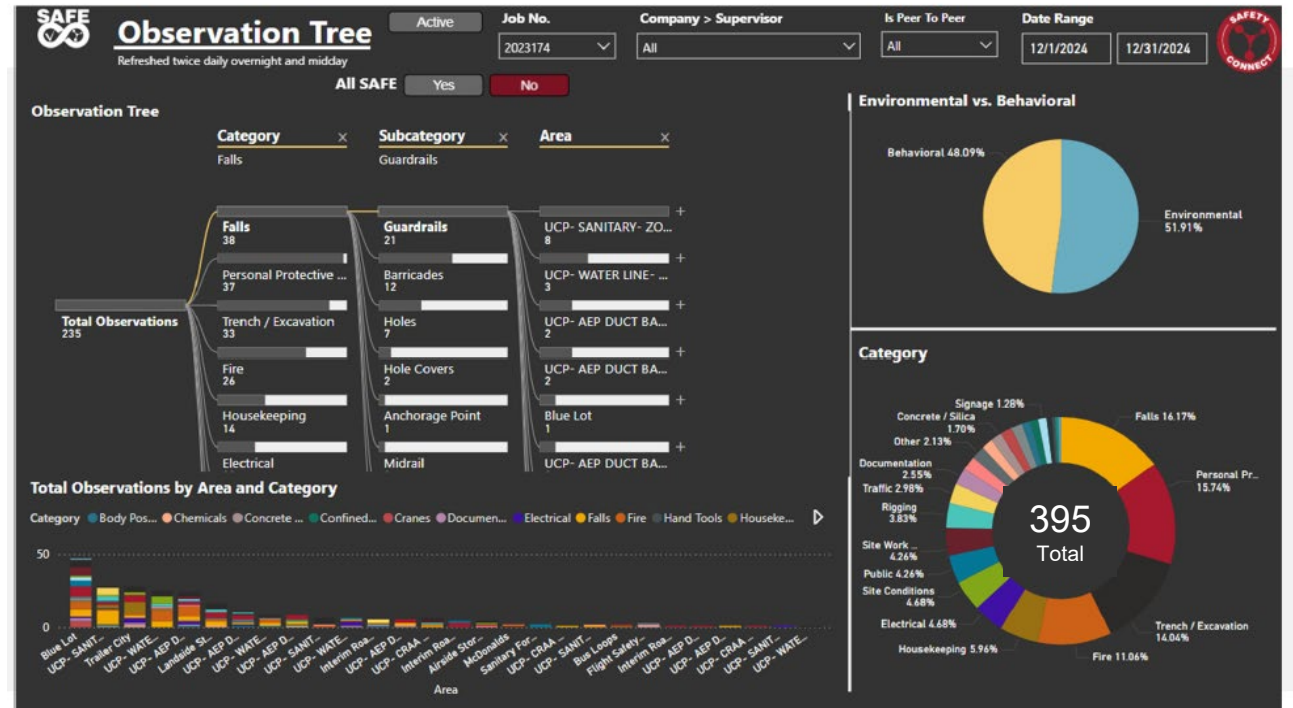 SAFE
Observation Tree
Refreshed twice daily overnight and midday
Active
Job No.
2023174
Company > Supervisor
All
Is Peer To Peer
All
Date Range
12/1/2024
12/31/2024
SAFETY
CONNECT
All SAFE
Yes
No
Observation Tree
Category
Falls
Subcategory
Guardrails
Area
Total Observations
235
Falls
38
Personal Protective ...
37
Trench / Excavation
33
Fire
26
Housekeeping
14
Electrical
Guardrails
21
Barricades
12
Holes
7
Hole Covers
2
Anchorage Point
1
Midrail
UCP- SANITARY- ZO...
8
UCP- WATER LINE- ...
3
UCP- AEP DUCT BA...
2
UCP- AEP DUCT BA...
2
Blue Lot
1
UCP- AEP DUCT BA...
Environmental vs. Behavioral
Behavioral 48.09%
Environmental
51.91%
Category
Signage 1.28%
Concrete / Silica
1.70%
Other 2.13%
Documentation
2.55%
Traffic 2.98%
Rigging
3.83%
Site Work ...
4.26%
Public 4.26%
Site Conditions
4.68%
Electrical 4.68%
Housekeeping 5.96%
Fire 11.06%
Trench / Excavation
14.04%
Personal Pr...
15.74%
Falls 16.17%
395
Total
Total Observations by Area and Category
Category Body Pos... Chemicals Concrete ... Confined... Cranes Documen... Electrical Falls Fire Hand Tools Houseke...
50
0
Blue Lot
UCP- SANIT...
Trailer City
UCP- WATE...
UCP- AEP D...
Landside St...
UCP- AEP D...
UCP- WATE...
UCP- AEP D...
UCP- SANIT...
UCP- WATE...
Interim Roa...
UCP- AEP D...
UCP- CRAA ...
Interim Roa...
Airside Stor...
McDonalds
Sanitary For...
UCP- CRAA ...
UCP- SANIT...
Bus Loops
Flight Safety...
Interim Roa...
UCP- AEP D...
UCP- AEP D...
UCP- CRAA ...
UCP- SANIT...
UCP- WATE...
Area